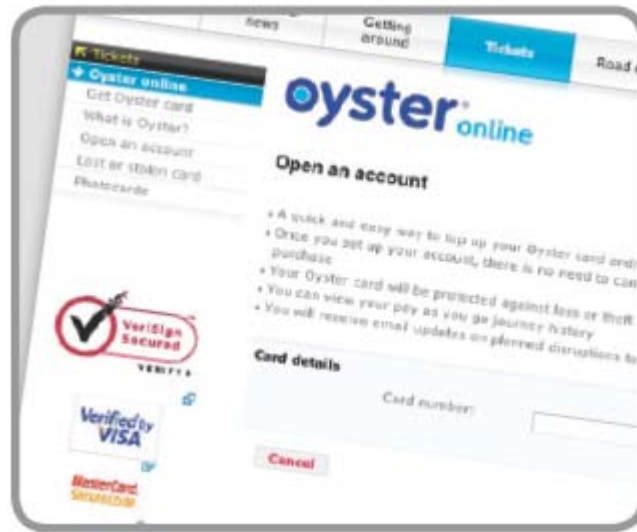 news
Getting
around
Tickets
Road
Tickets
Oyster online
Get Oyster card
What is Oyster?
Open an account
Lost or stolen card
Photocards
oyster online
Open an account
• A quick and easy way to top up your Oyster card
• Once you set up your account, there is no need to
purchase
• Your Oyster card will be protected against loss or theft
• You can view your pay as you go journey history
• You will receive email updates on planned disruptions to
Card details
Card number:
Cancel
VeriSign
Secured
VERIFY
Verified by
VISA
MasterCard.
SecureCode.